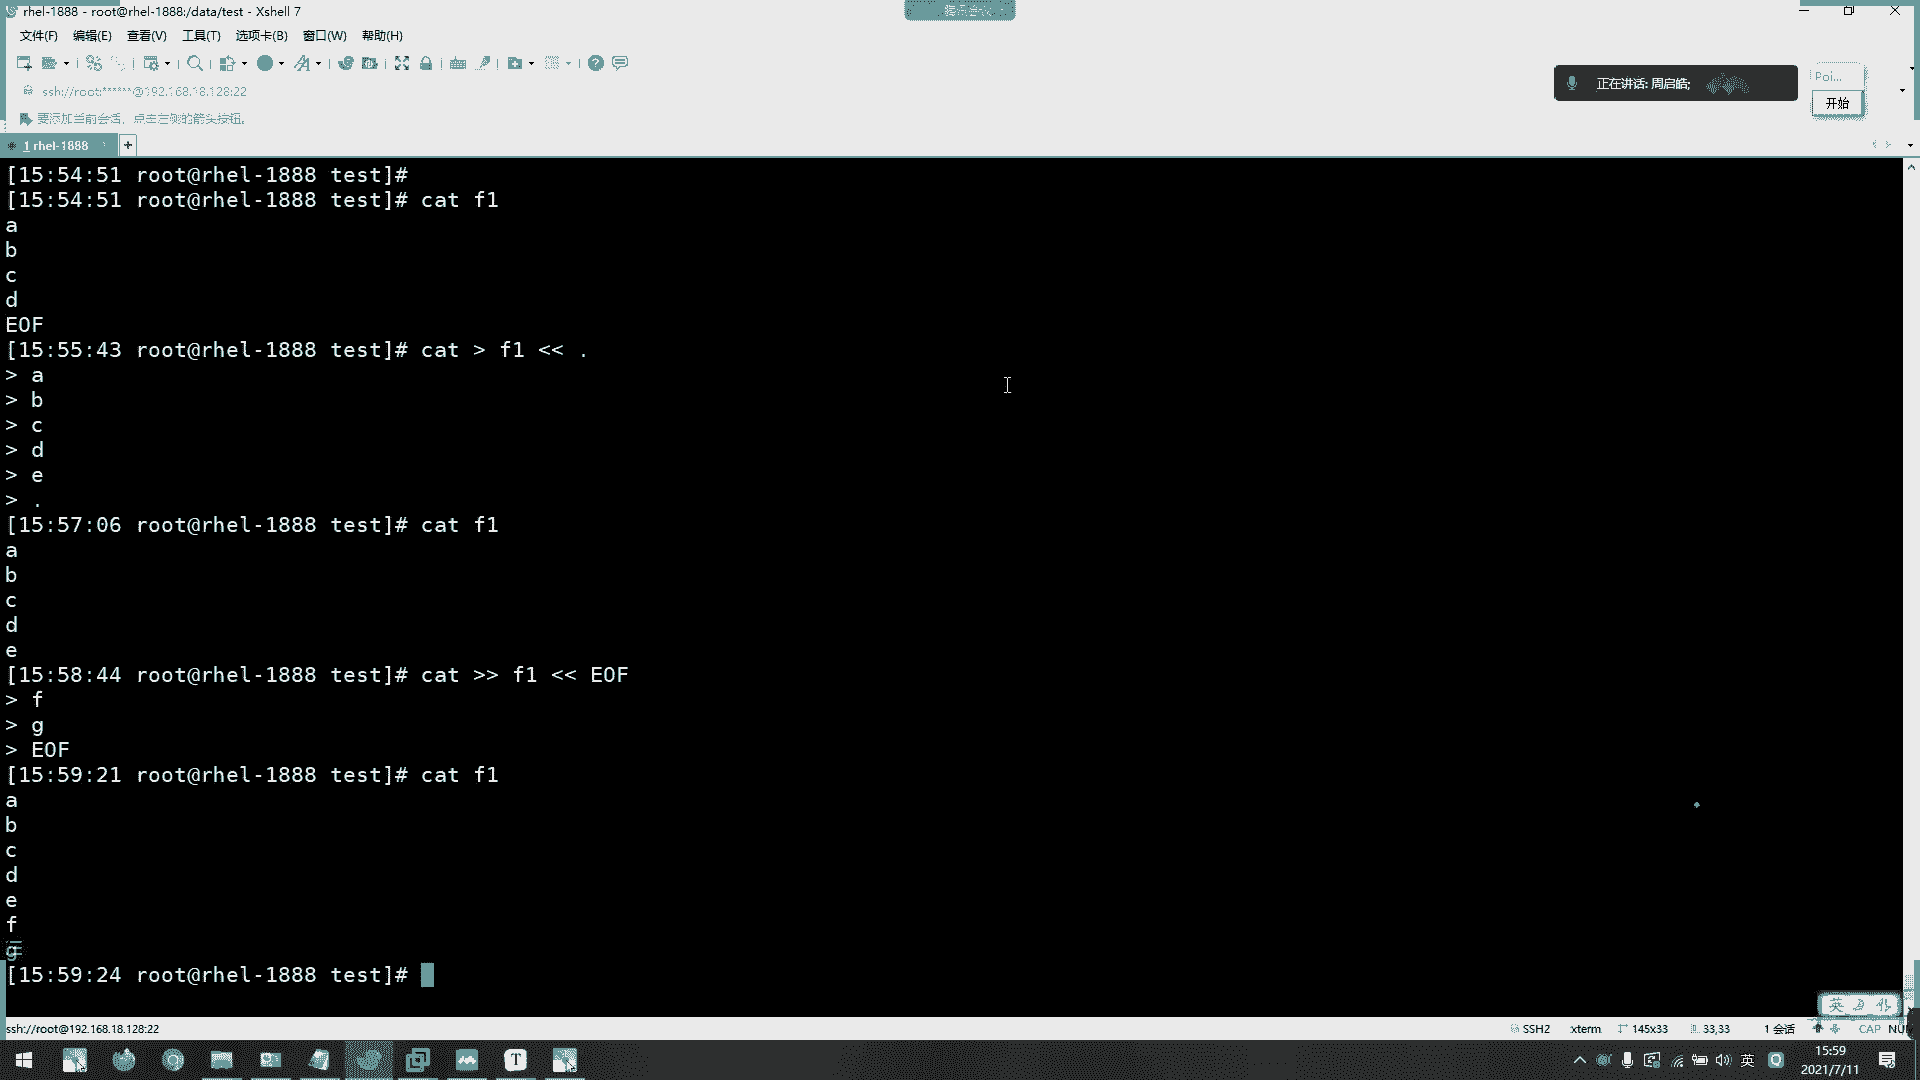 rhel-1888 - root@rhel-1888:/data/test - Xshell 7
文件(F) 编辑(E) 查看(V) 工具(T) 选项卡(B) 窗口(W) 帮助(H)
ssh://root:******@192.168.18.128:22
正在讲话: 周启皓;
Poi...
开始
要添加当前会话，点击左侧的箭头按钮。
1 rhel-1888 +
[15:54:51 root@rhel-1888 test]#
[15:54:51 root@rhel-1888 test]# cat f1
a
b
c
d
EOF
[15:55:43 root@rhel-1888 test]# cat > f1 << .
> a
> b
> c
> d
> e
> .
[15:57:06 root@rhel-1888 test]# cat f1
a
b
c
d
e
[15:58:44 root@rhel-1888 test]# cat >> f1 << EOF
> f
> g
> EOF
[15:59:21 root@rhel-1888 test]# cat f1
a
b
c
d
e
f
g
[15:59:24 root@rhel-1888 test]#
英
ssh://root@192.168.18.128:22 SSH2 xterm 145x33 33,33 1 会话 CAP NUM
英
15:59
2021/7/11